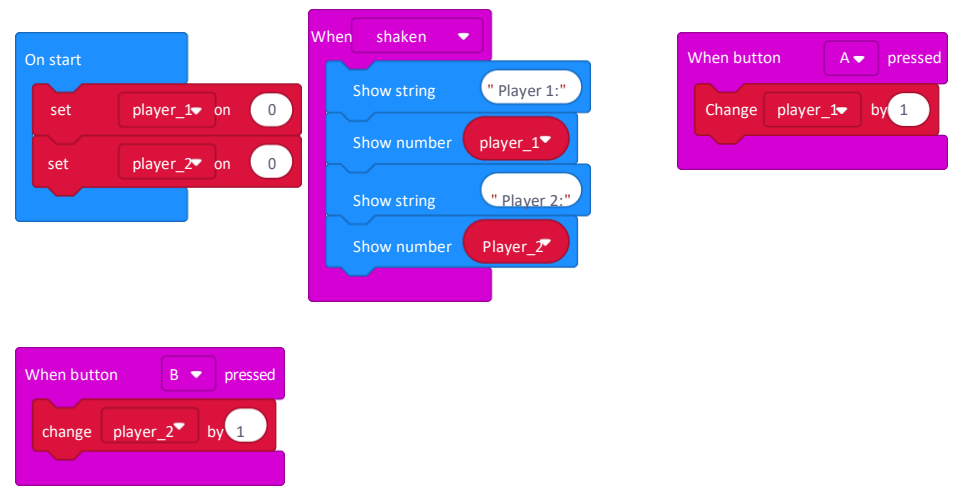 On start
set player_1 on 0
set player_2 on 0
When shaken
Show string " Player 1:"
Show number player_1
Show string " Player 2:"
Show number Player_2
When button A pressed
Change player_1 by 1
When button B pressed
change player_2 by 1